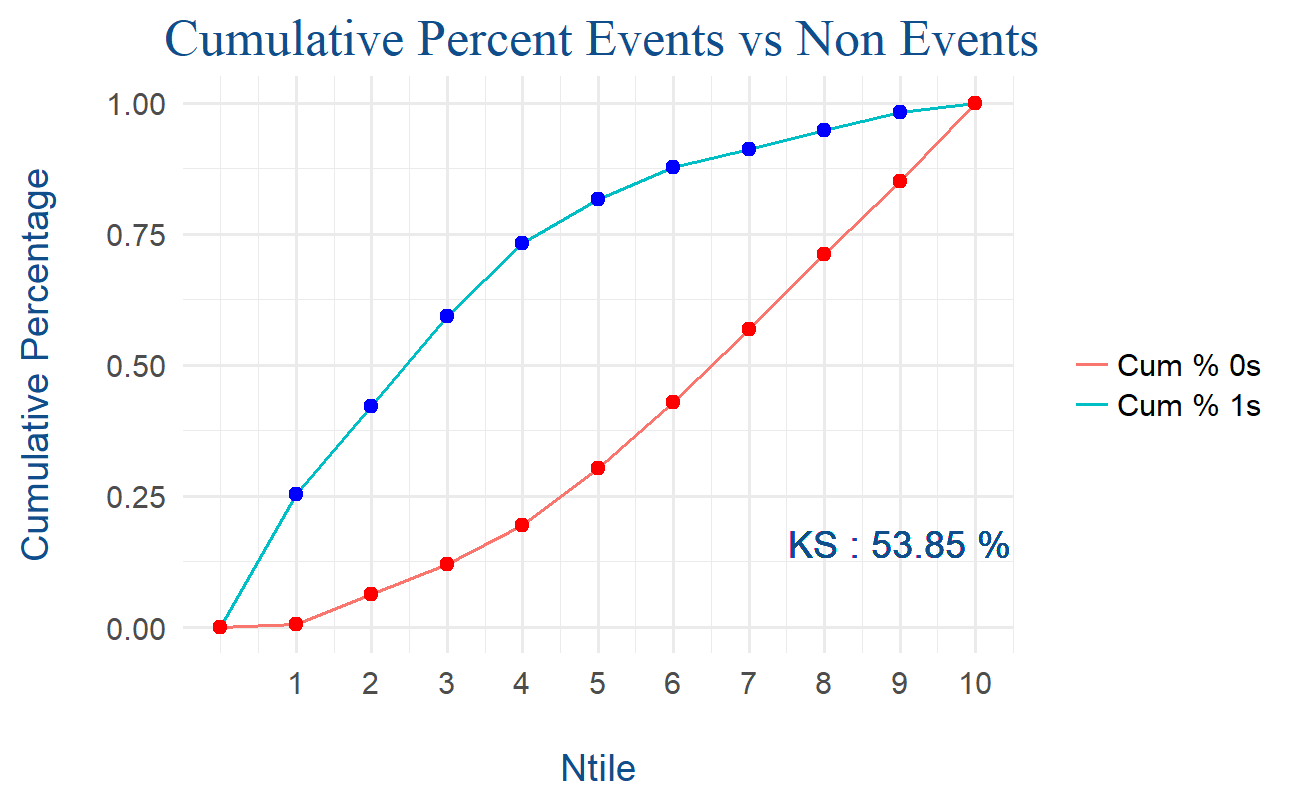 Cumulative Percent Events vs Non Events
Cumulative Percentage
1.00
0.75
0.50
0.25
0.00
KS : 53.85 %
1 2 3 4 5 6 7 8 9 10
Ntile
Cum % 0s
Cum % 1s